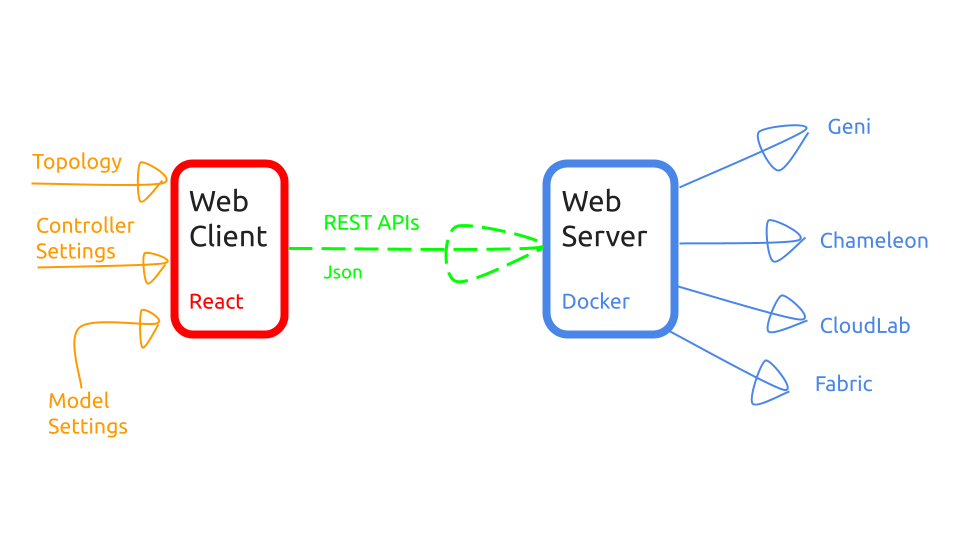 Topology
Controller
Settings
Model
Settings
Web
Client
React
REST APIs
Json
Web
Server
Docker
Geni
Chameleon
CloudLab
Fabric